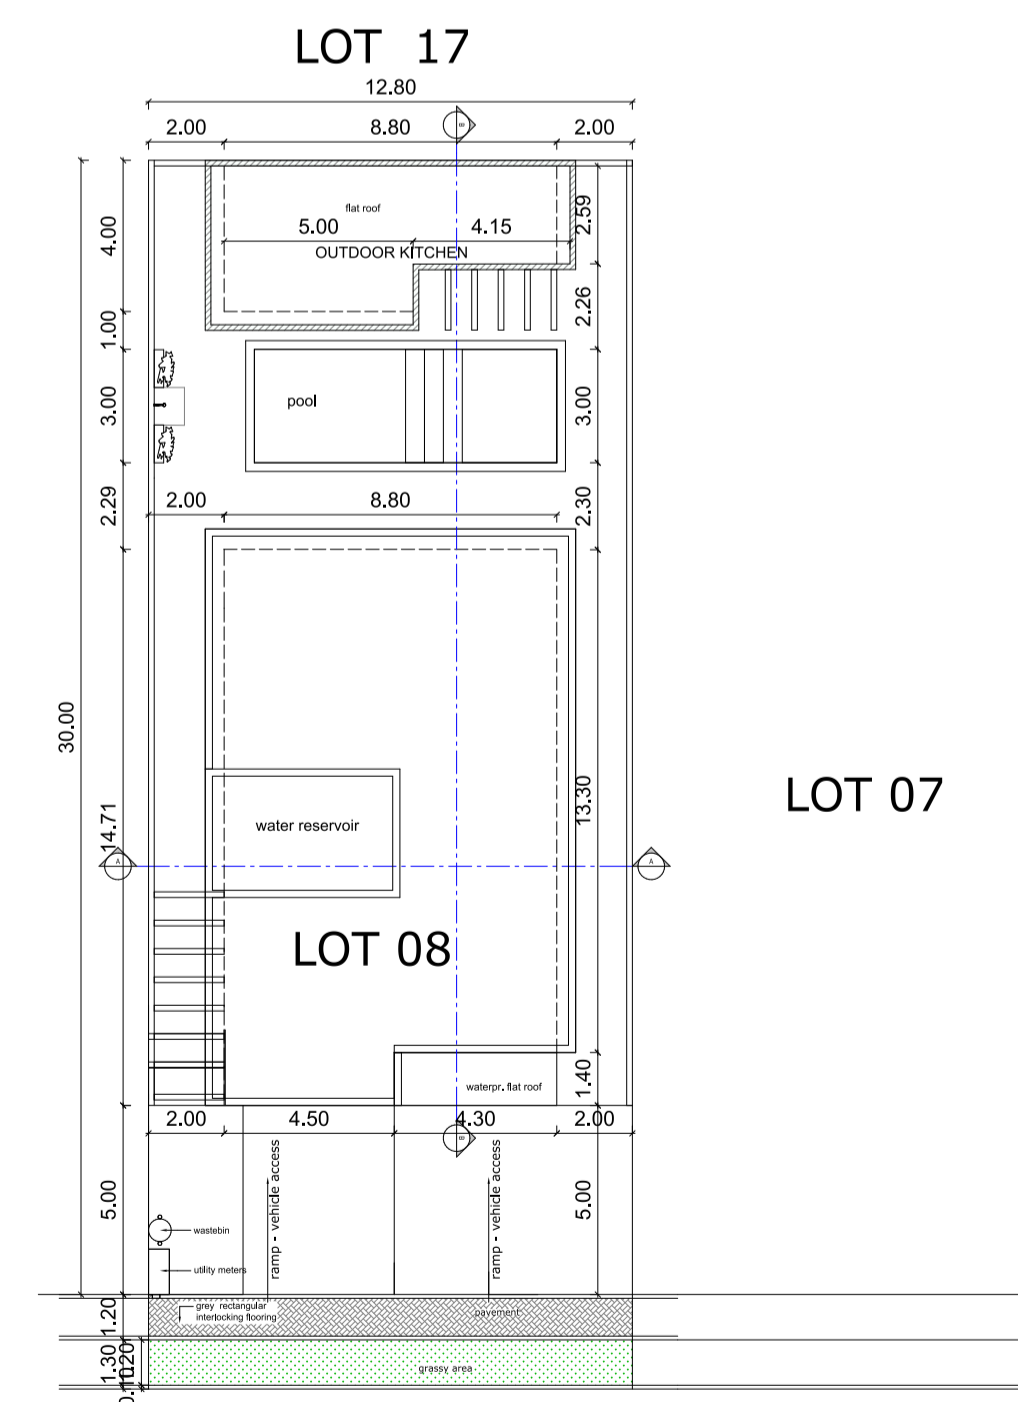 LOT 17
12.80
2.00 8.80 B 2.00
flat roof
5.00 4.15
OUTDOOR KITCHEN
4.00
2.59
1.00
2.26
pool
3.00
3.00
2.29
2.30
2.00 8.80
30.00
14.71
13.30
water reservoir
LOT 07
A A
LOT 08
waterpr. flat roof
1.40
2.00 4.50 4.30 2.00
B
5.00
ramp - vehicle access
ramp - vehicle access
5.00
wastebin
utility meters
1.20
grey rectangular
interlocking flooring
pavement
1.30
grassy area